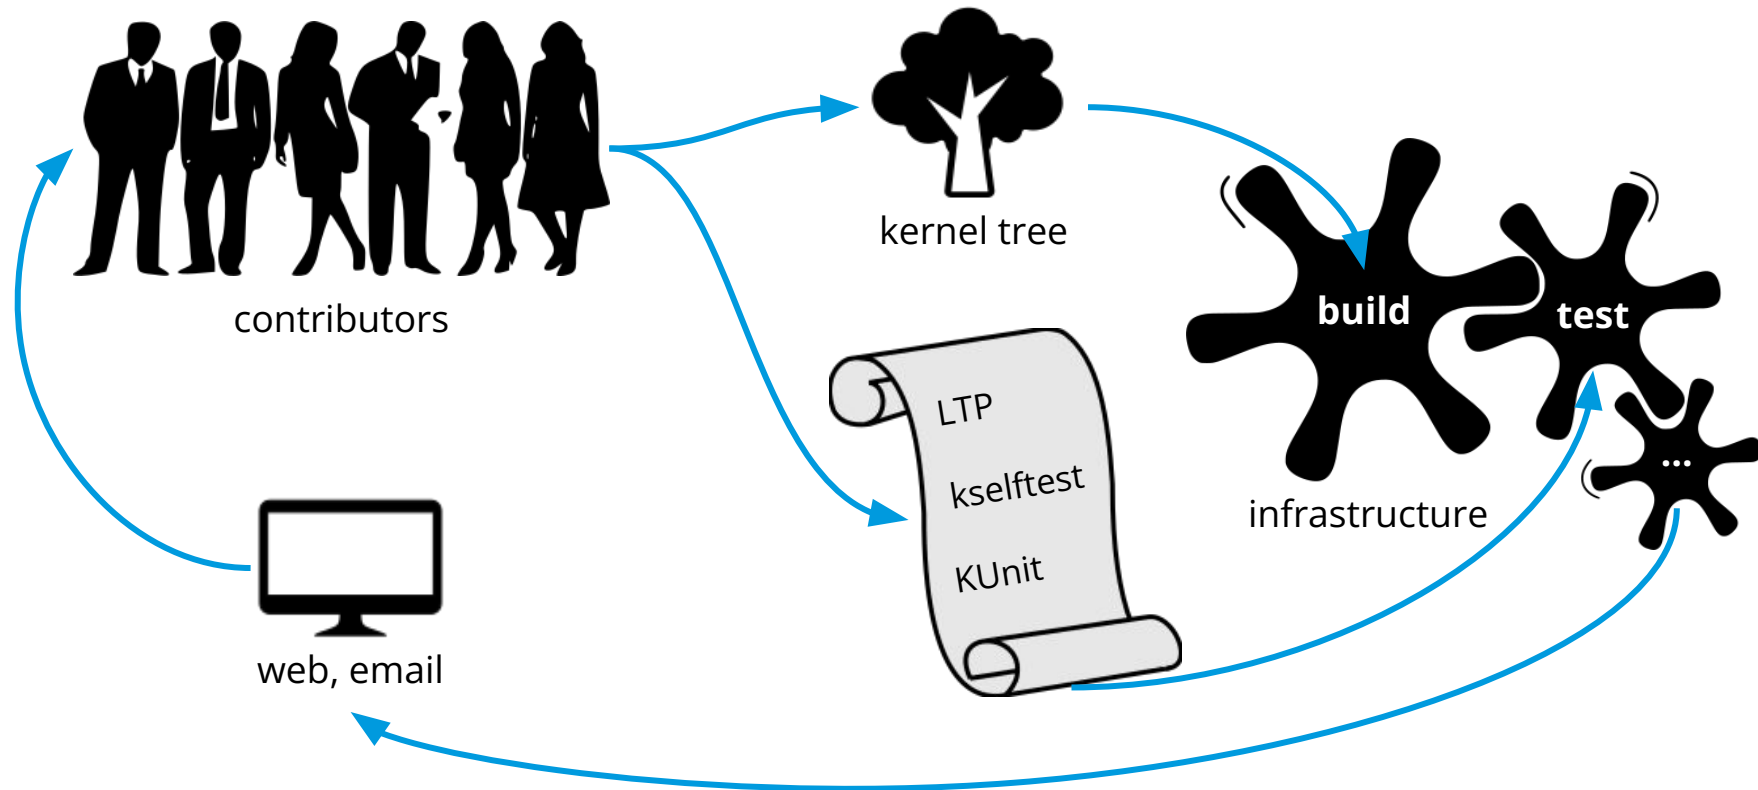 contributors
kernel tree
build
test
...
infrastructure
LTP
kselftest
KUnit
web, email